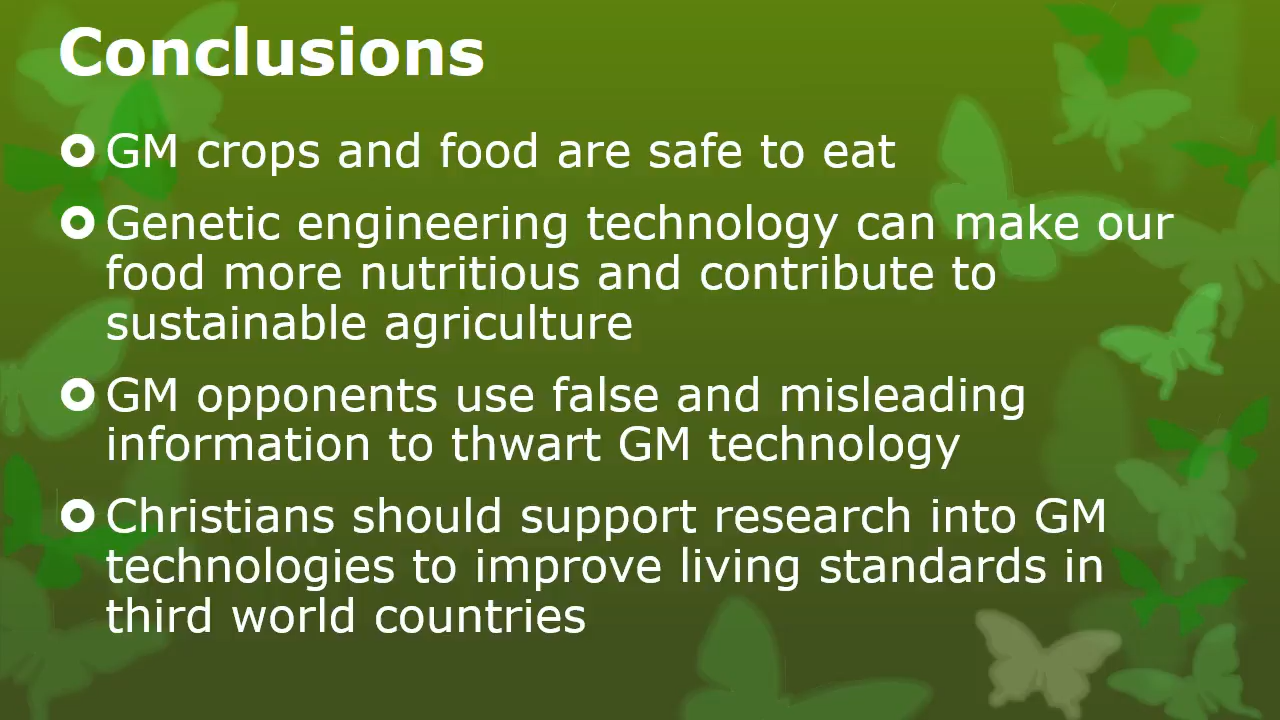 Conclusions
GM crops and food are safe to eat
Genetic engineering technology can make our
food more nutritious and contribute to
sustainable agriculture
GM opponents use false and misleading
information to thwart GM technology
Christians should support research into GM
technologies to improve living standards in
third world countries